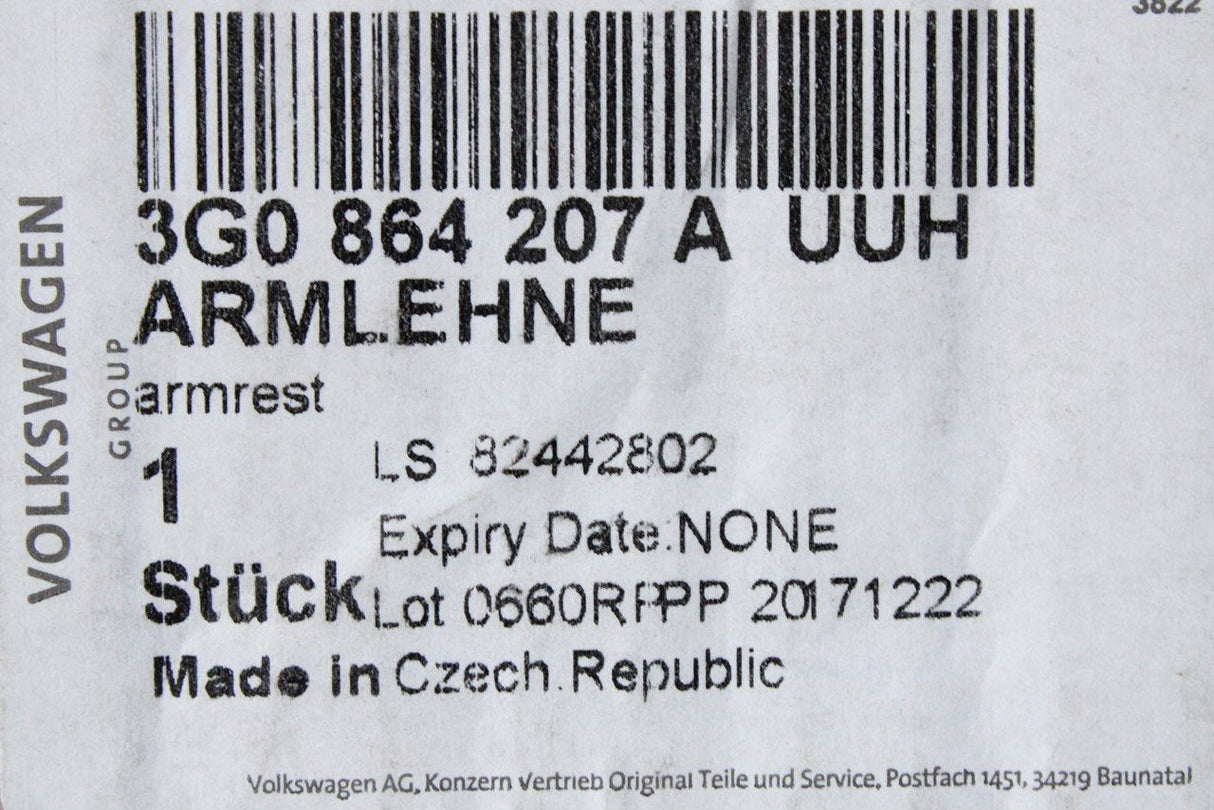 3822
3G0 864 207 A UUH
ARMLEHNE
armrest
1
LS 82442802
Expiry Date:NONE
Stück
Lot 0660RPPP 20171222
Made in Czech Republic
VOLKSWAGEN
GROUP
Volkswagen AG, Konzern Vertrieb Original Teile und Service, Postfach 1451, 34219 Baunatal